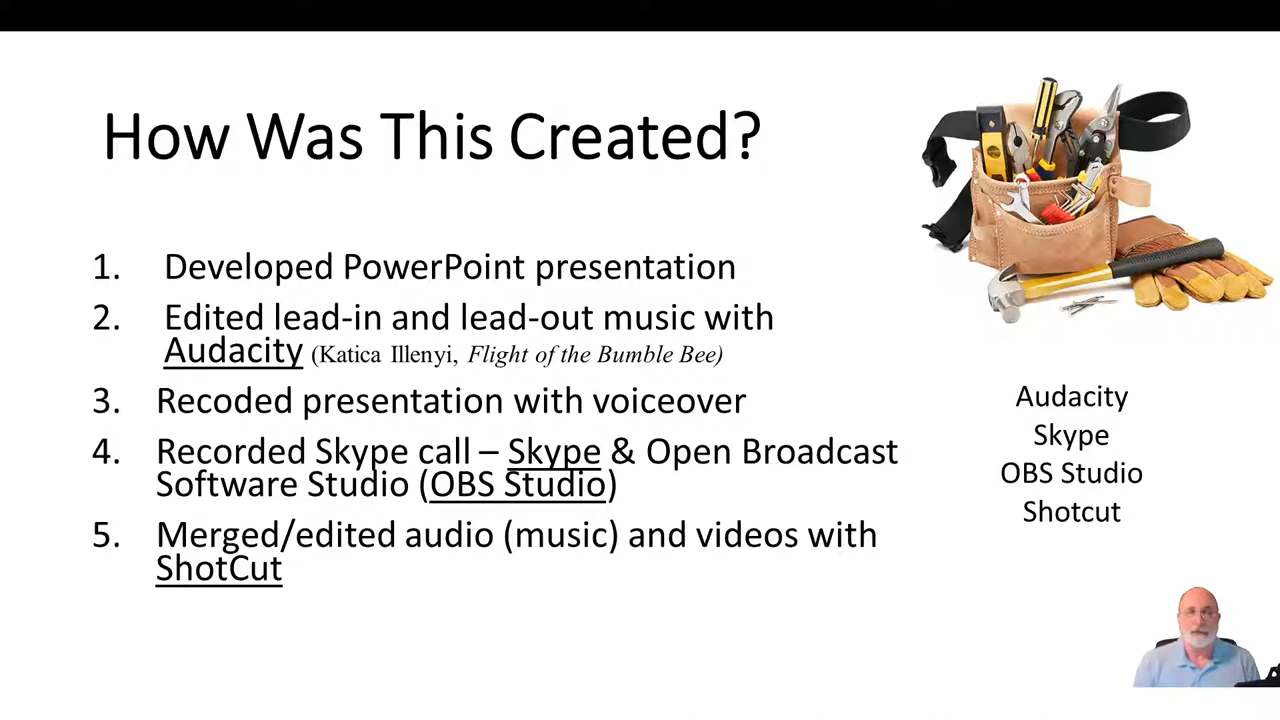 How Was This Created?
1. Developed PowerPoint presentation
2. Edited lead-in and lead-out music with
Audacity (Katica Illenyi, Flight of the Bumble Bee)
3. Recoded presentation with voiceover
4. Recorded Skype call – Skype & Open Broadcast
Software Studio (OBS Studio)
5. Merged/edited audio (music) and videos with
ShotCut
Audacity
Skype
OBS Studio
Shotcut